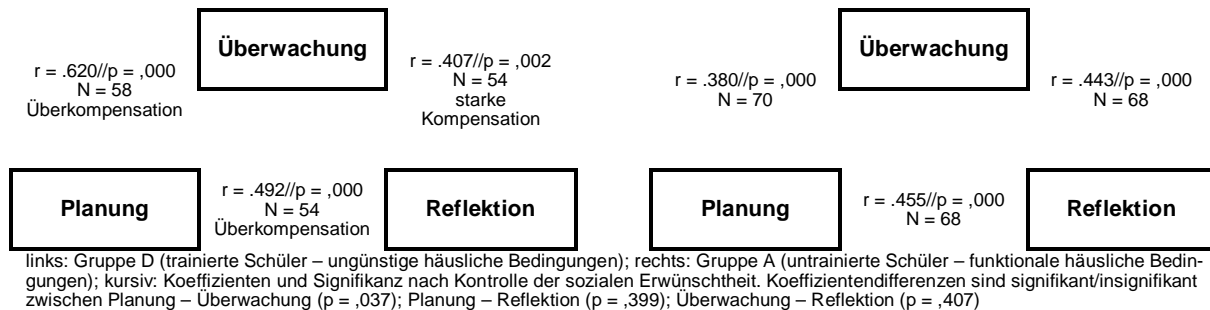 Überwachung
r = .620//p = ,000
N = 58
Überkompensation
r = .407//p = ,002
N = 54
starke
Kompensation
Planung
r = .492//p = ,000
N = 54
Überkompensation
Reflektion
Überwachung
r = .380//p = ,000
N = 70
r = .443//p = ,000
N = 68
Planung
r = .455//p = ,000
N = 68
Reflektion
links: Gruppe D (trainierte Schüler – ungünstige häusliche Bedingungen); rechts: Gruppe A (untrainierte Schüler – funktionale häusliche Bedin-
gungen); kursiv: Koeffizienten und Signifikanz nach Kontrolle der sozialen Erwünschtheit. Koeffizientendifferenzen sind signifikant/insignifikant
zwischen Planung – Überwachung (p = ,037); Planung – Reflektion (p = ,399); Überwachung – Reflektion (p = ,407)